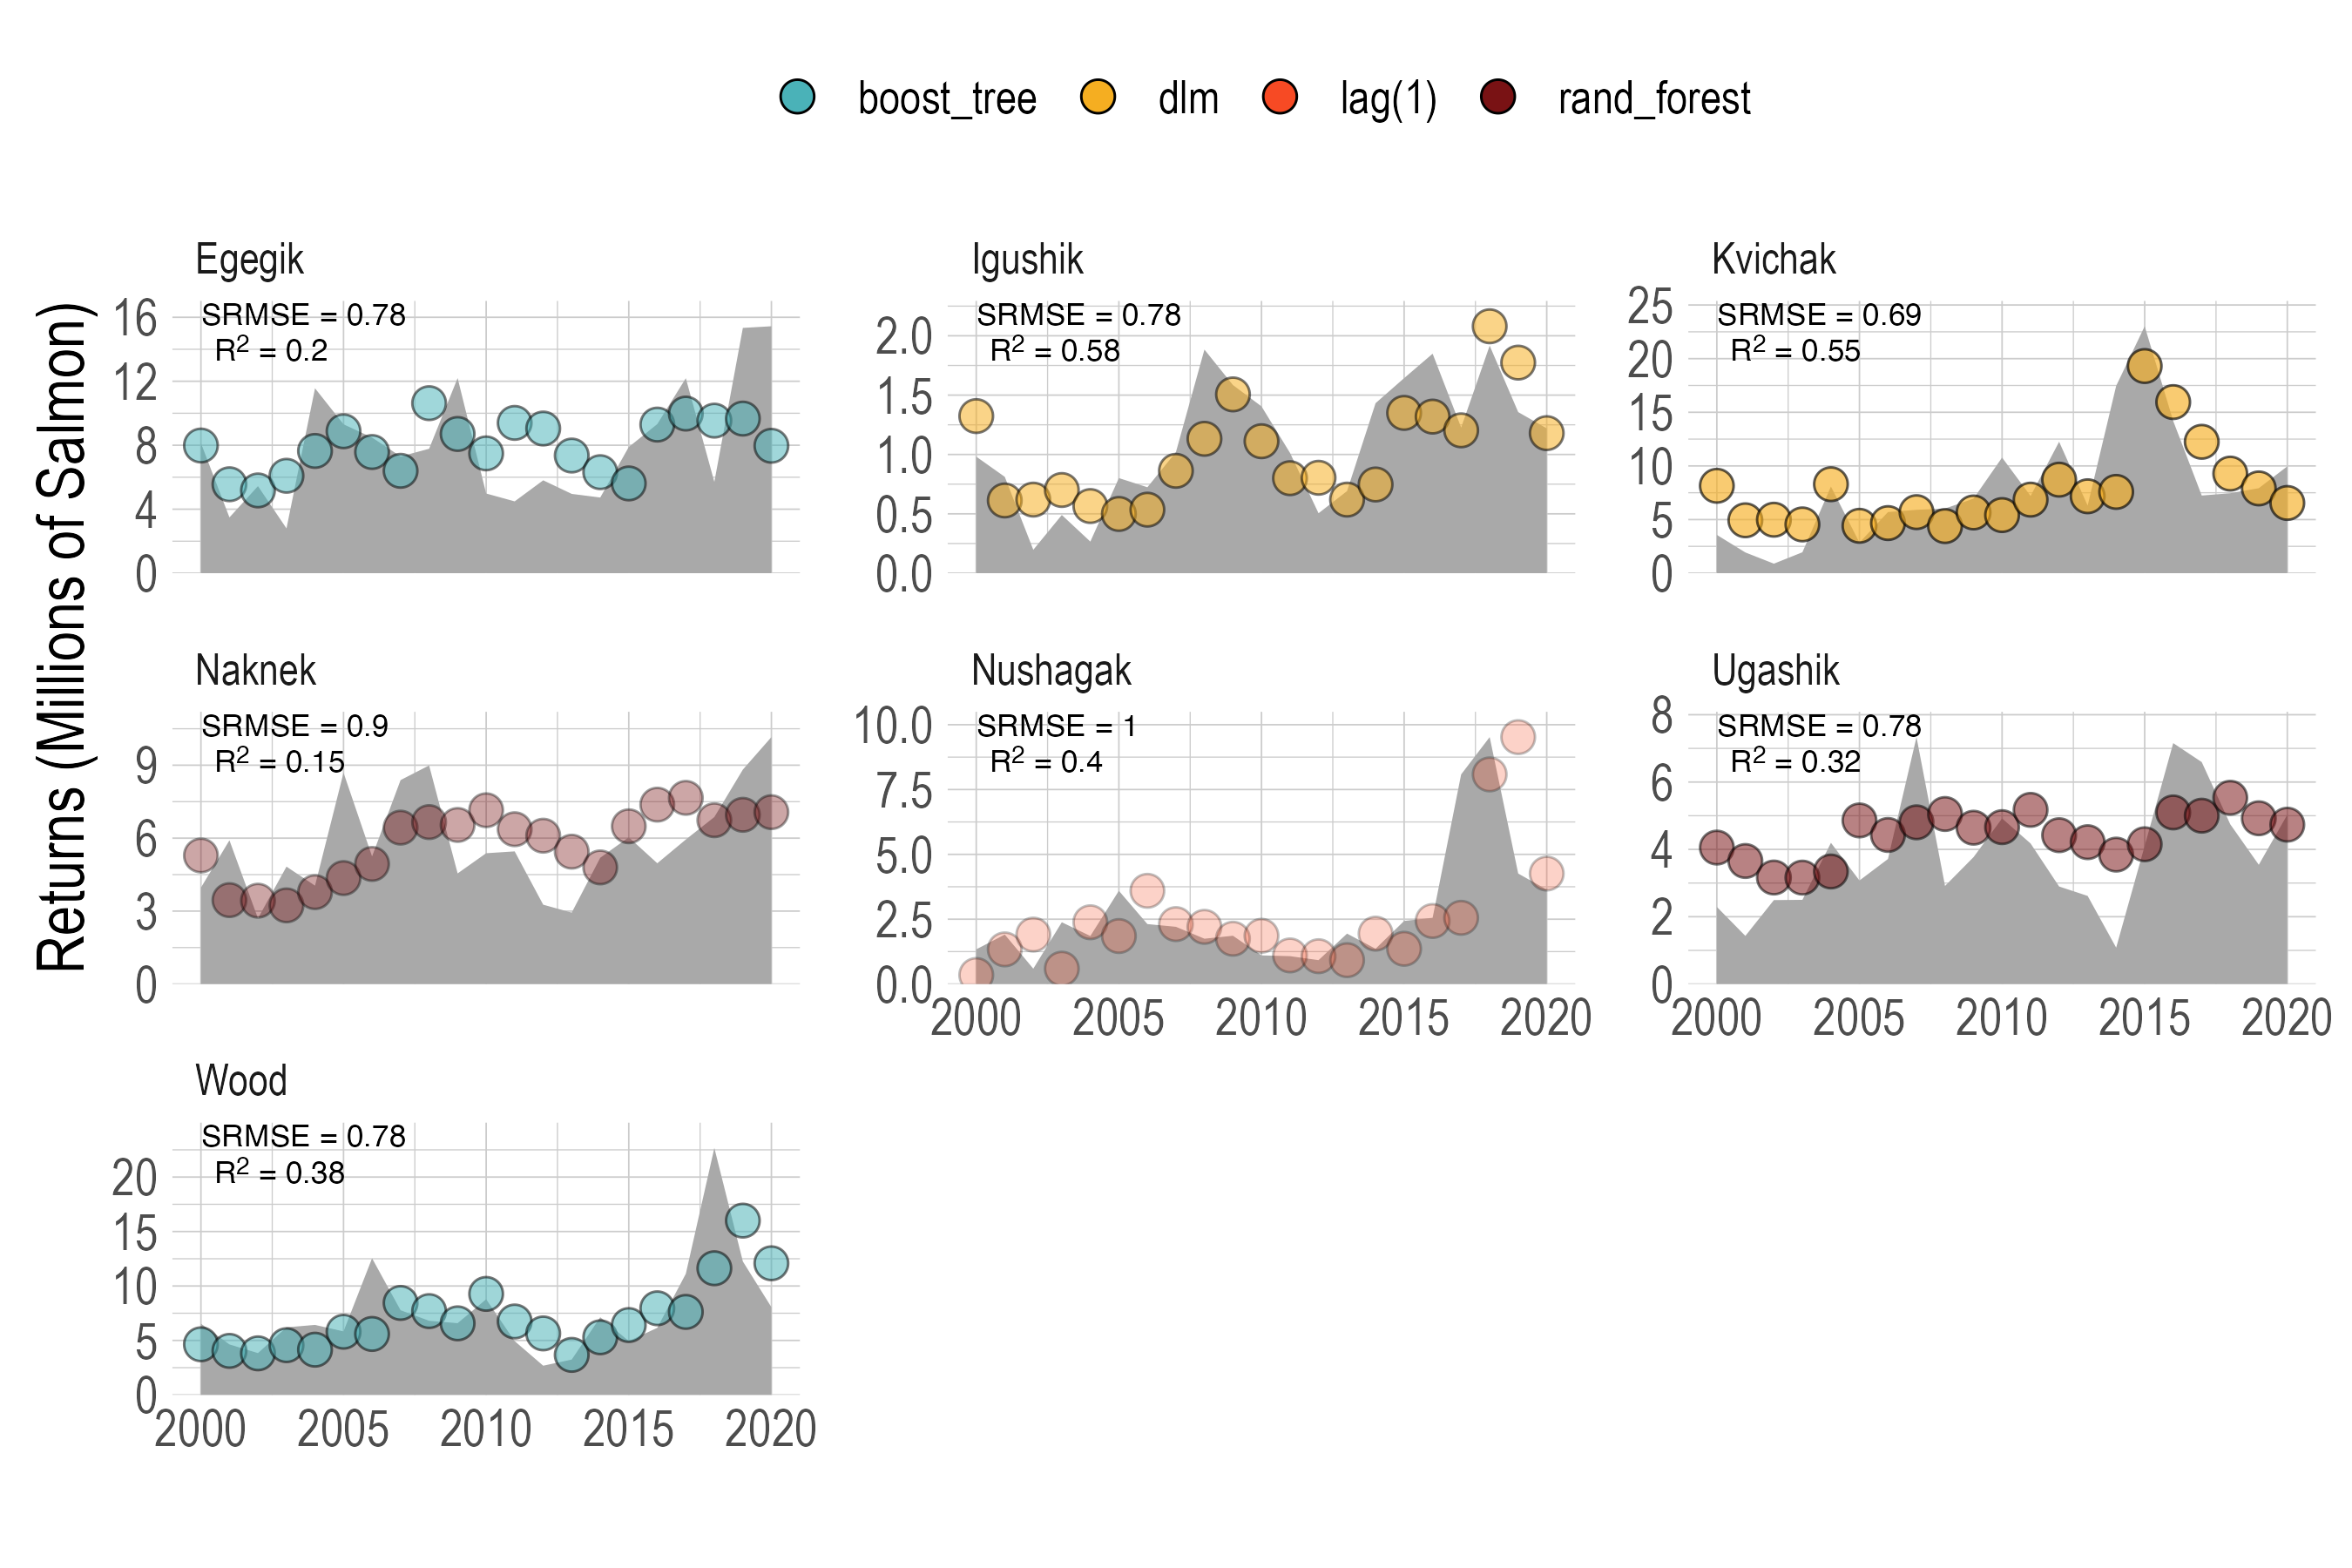 boost_tree dlm lag(1) rand_forest
Returns (Millions of Salmon)
Egegik
SRMSE = 0.78
R² = 0.2
16
12
8
4
0
Igushik
SRMSE = 0.78
R² = 0.58
2.0
1.5
1.0
0.5
0.0
Kvichak
SRMSE = 0.69
R² = 0.55
25
20
15
10
5
0
Naknek
SRMSE = 0.9
R² = 0.15
9
6
3
0
Nushagak
SRMSE = 1
R² = 0.4
10.0
7.5
5.0
2.5
0.0
2000 2005 2010 2015 2020
Ugashik
SRMSE = 0.78
R² = 0.32
8
6
4
2
0
2000 2005 2010 2015 2020
Wood
SRMSE = 0.78
R² = 0.38
20
15
10
5
0
2000 2005 2010 2015 2020